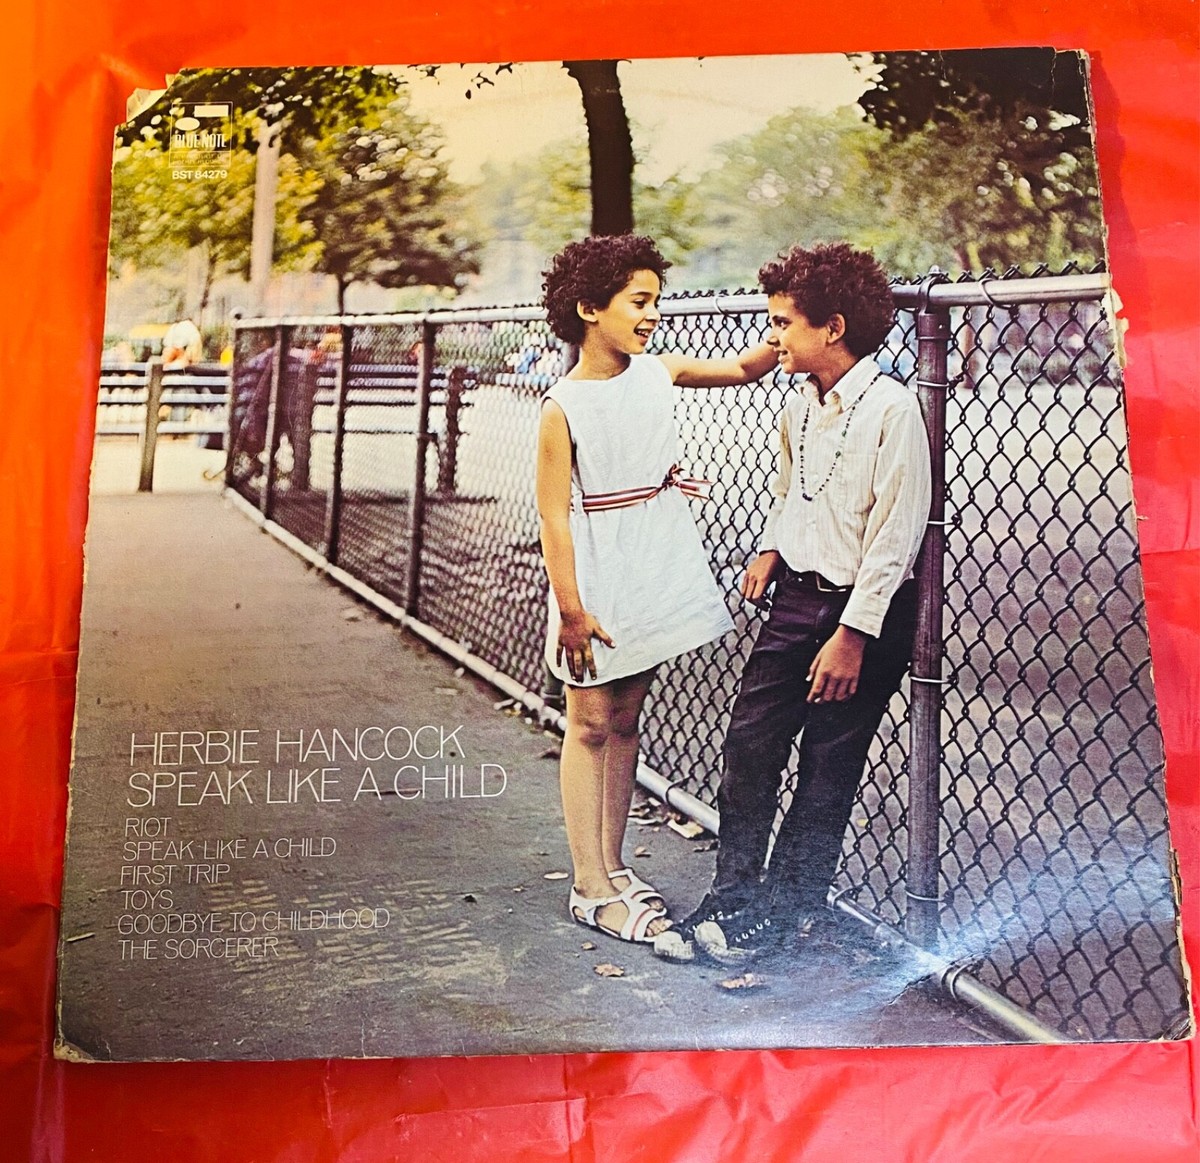 BLUE NOTE
BST 84279
HERBIE HANCOCK
SPEAK LIKE A CHILD
RIOT
SPEAK LIKE A CHILD
FIRST TRIP
TOYS
GOODBYE TO CHILDHOOD
THE SORCERER